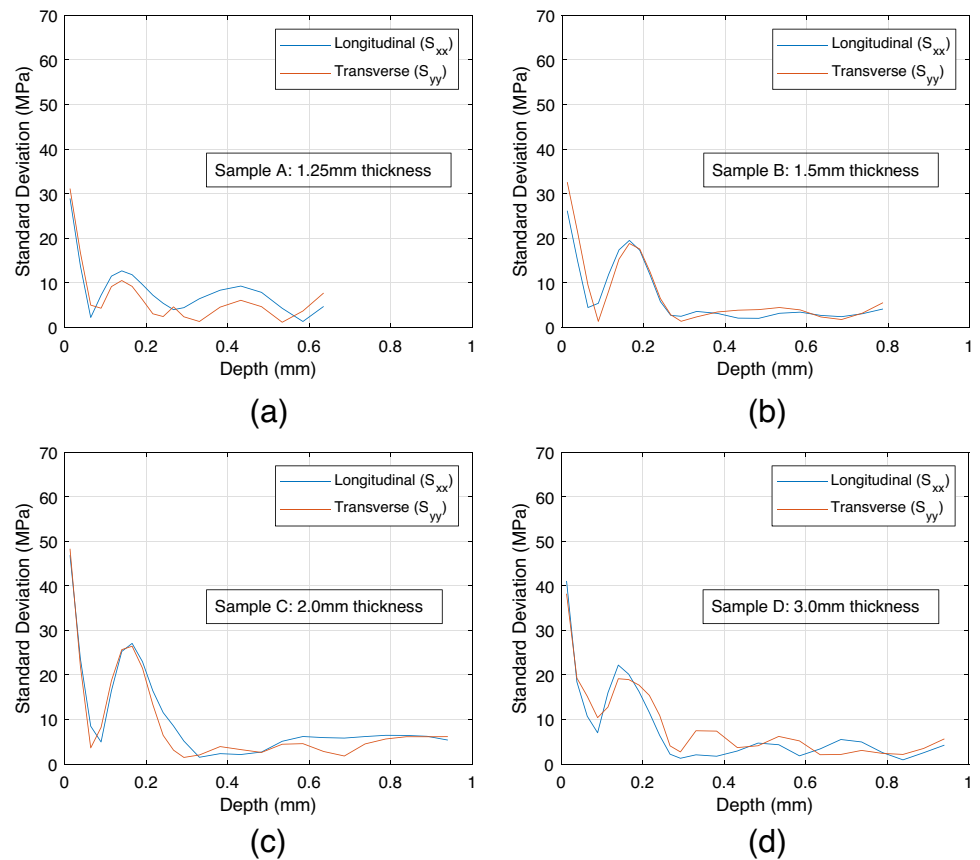 70
60
50
40
30
20
10
0
Standard Deviation (MPa)
Longitudinal (Sxx)
Transverse (Syy)
Sample A: 1.25mm thickness
0 0.2 0.4 0.6 0.8 1
Depth (mm)
(a)
70
60
50
40
30
20
10
0
Standard Deviation (MPa)
Longitudinal (Sxx)
Transverse (Syy)
Sample B: 1.5mm thickness
0 0.2 0.4 0.6 0.8 1
Depth (mm)
(b)
70
60
50
40
30
20
10
0
Standard Deviation (MPa)
Longitudinal (Sxx)
Transverse (Syy)
Sample C: 2.0mm thickness
0 0.2 0.4 0.6 0.8 1
Depth (mm)
(c)
70
60
50
40
30
20
10
0
Standard Deviation (MPa)
Longitudinal (Sxx)
Transverse (Syy)
Sample D: 3.0mm thickness
0 0.2 0.4 0.6 0.8 1
Depth (mm)
(d)